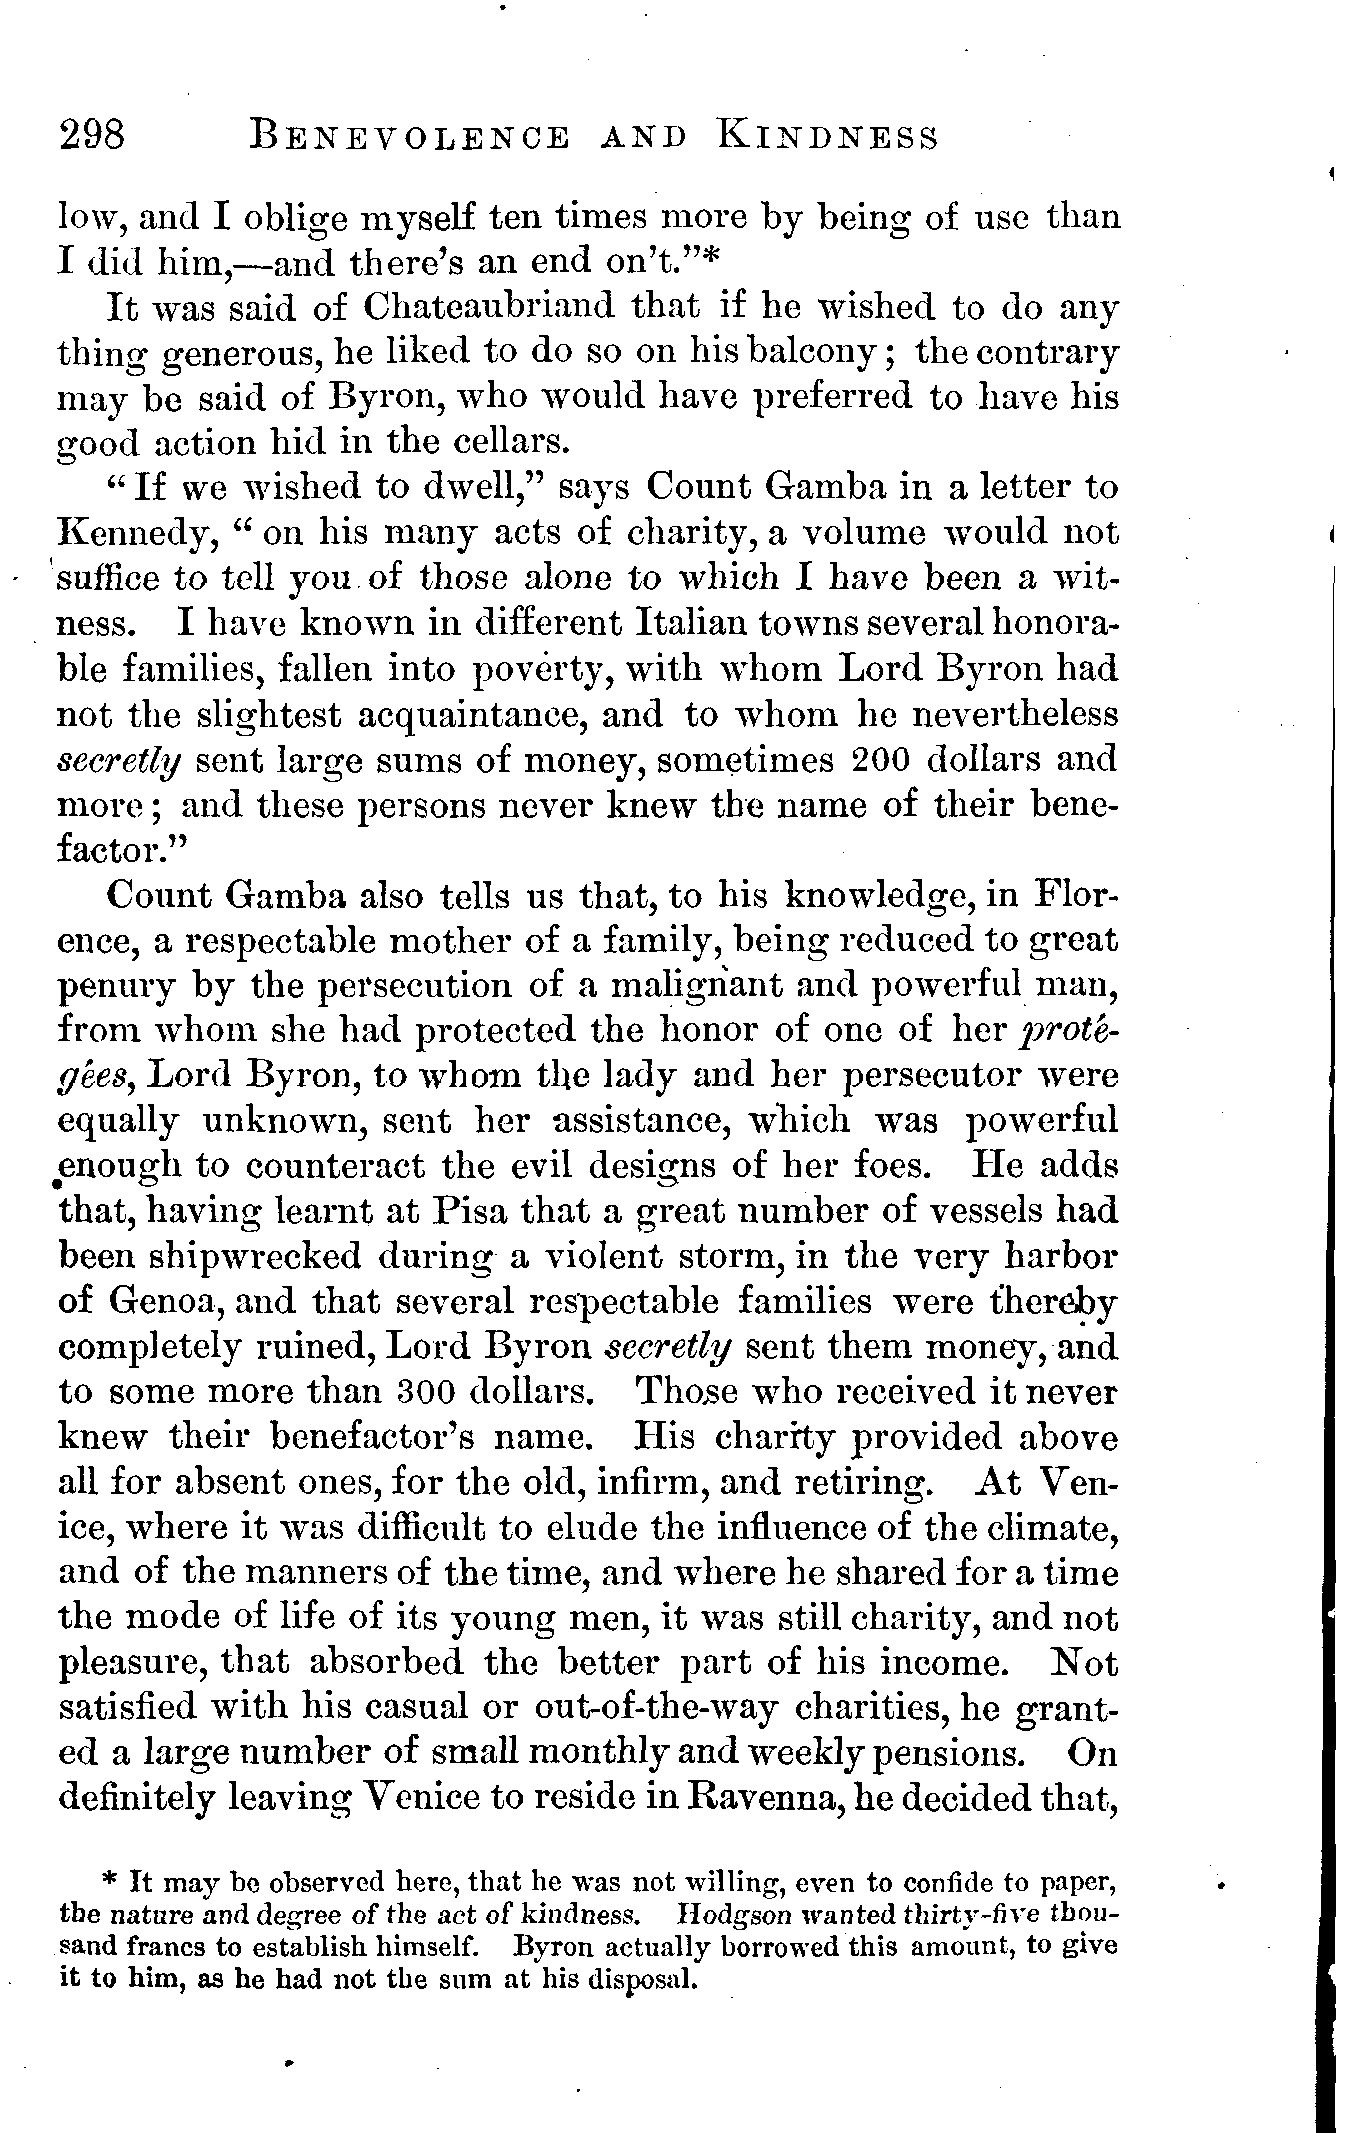 298 BENEVOLENCE AND KINDNESS
low, and I oblige myself ten times more by being of use than
I did him,—and there's an end on't."*
It was said of Chateaubriand that if he wished to do any
thing generous, he liked to do so on his balcony; the contrary
may be said of Byron, who would have preferred to have his
good action hid in the cellars.
"If we wished to dwell," says Count Gamba in a letter to
Kennedy, "on his many acts of charity, a volume would not
suffice to tell you of those alone to which I have been a wit-
ness. I have known in different Italian towns several honora-
ble families, fallen into poverty, with whom Lord Byron had
not the slightest acquaintance, and to whom he nevertheless
secretly sent large sums of money, sometimes 200 dollars and
more; and these persons never knew the name of their bene-
factor."
Count Gamba also tells us that, to his knowledge, in Flor-
ence, a respectable mother of a family, being reduced to great
penury by the persecution of a malignant and powerful man,
from whom she had protected the honor of one of her proté-
gées, Lord Byron, to whom the lady and her persecutor were
equally unknown, sent her assistance, which was powerful
enough to counteract the evil designs of her foes. He adds
that, having learnt at Pisa that a great number of vessels had
been shipwrecked during a violent storm, in the very harbor
of Genoa, and that several respectable families were thereby
completely ruined, Lord Byron secretly sent them money, and
to some more than 300 dollars. Those who received it never
knew their benefactor's name. His charity provided above
all for absent ones, for the old, infirm, and retiring. At Ven-
ice, where it was difficult to elude the influence of the climate,
and of the manners of the time, and where he shared for a time
the mode of life of its young men, it was still charity, and not
pleasure, that absorbed the better part of his income. Not
satisfied with his casual or out-of-the-way charities, he grant-
ed a large number of small monthly and weekly pensions. On
definitely leaving Venice to reside in Ravenna, he decided that,
* It may be observed here, that he was not willing, even to confide to paper,
the nature and degree of the act of kindness. Hodgson wanted thirty-five thou-
sand francs to establish himself. Byron actually borrowed this amount, to give
it to him, as he had not the sum at his disposal.